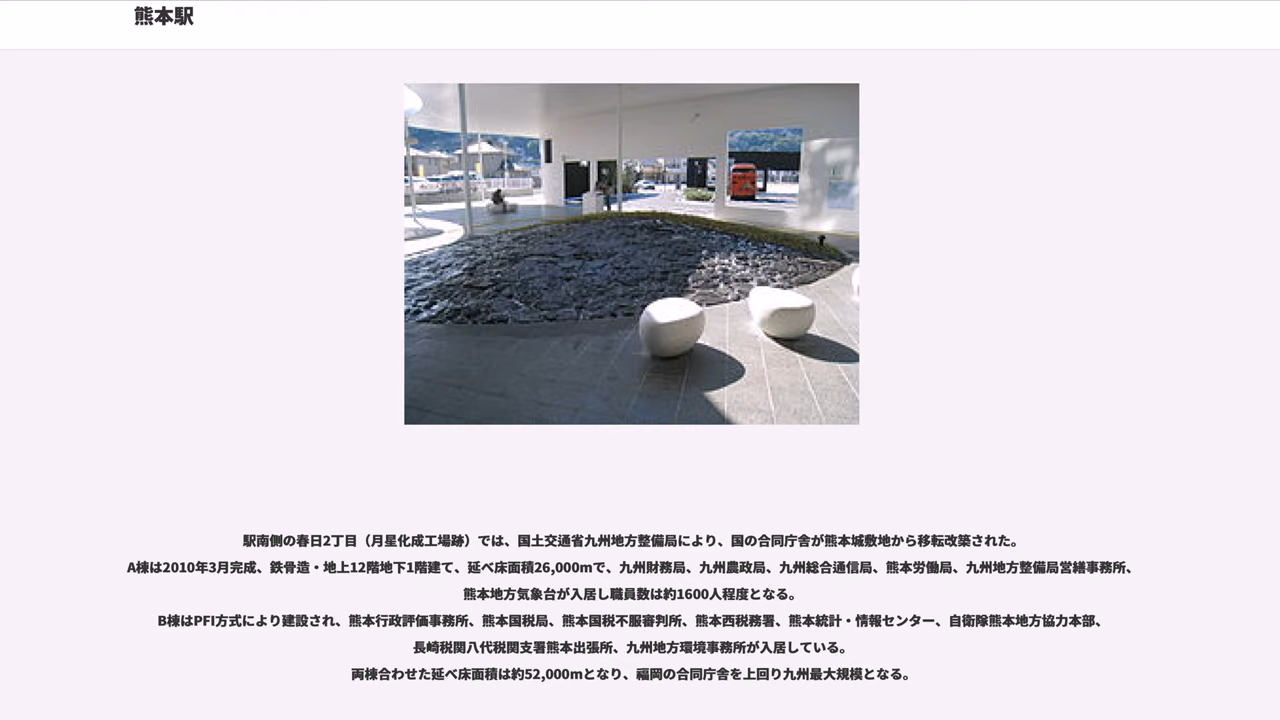 熊本駅
駅南側の春日2丁目（月星化成工場跡）では、国土交通省九州地方整備局により、国の合同庁舎が熊本城敷地から移転改築された。
A棟は2010年3月完成、鉄骨造・地上12階地下1階建て、延べ床面積26,000mで、九州財務局、九州農政局、九州総合通信局、熊本労働局、九州地方整備局営繕事務所、
熊本地方気象台が入居し職員数は約1600人程度となる。
B棟はPFI方式により建設され、熊本行政評価事務所、熊本国税局、熊本国税不服審判所、熊本西税務署、熊本統計・情報センター、自衛隊熊本地方協力本部、
長崎税関八代税関支署熊本出張所、九州地方環境事務所が入居している。
両棟合わせた延べ床面積は約52,000mとなり、福岡の合同庁舎を上回り九州最大規模となる。